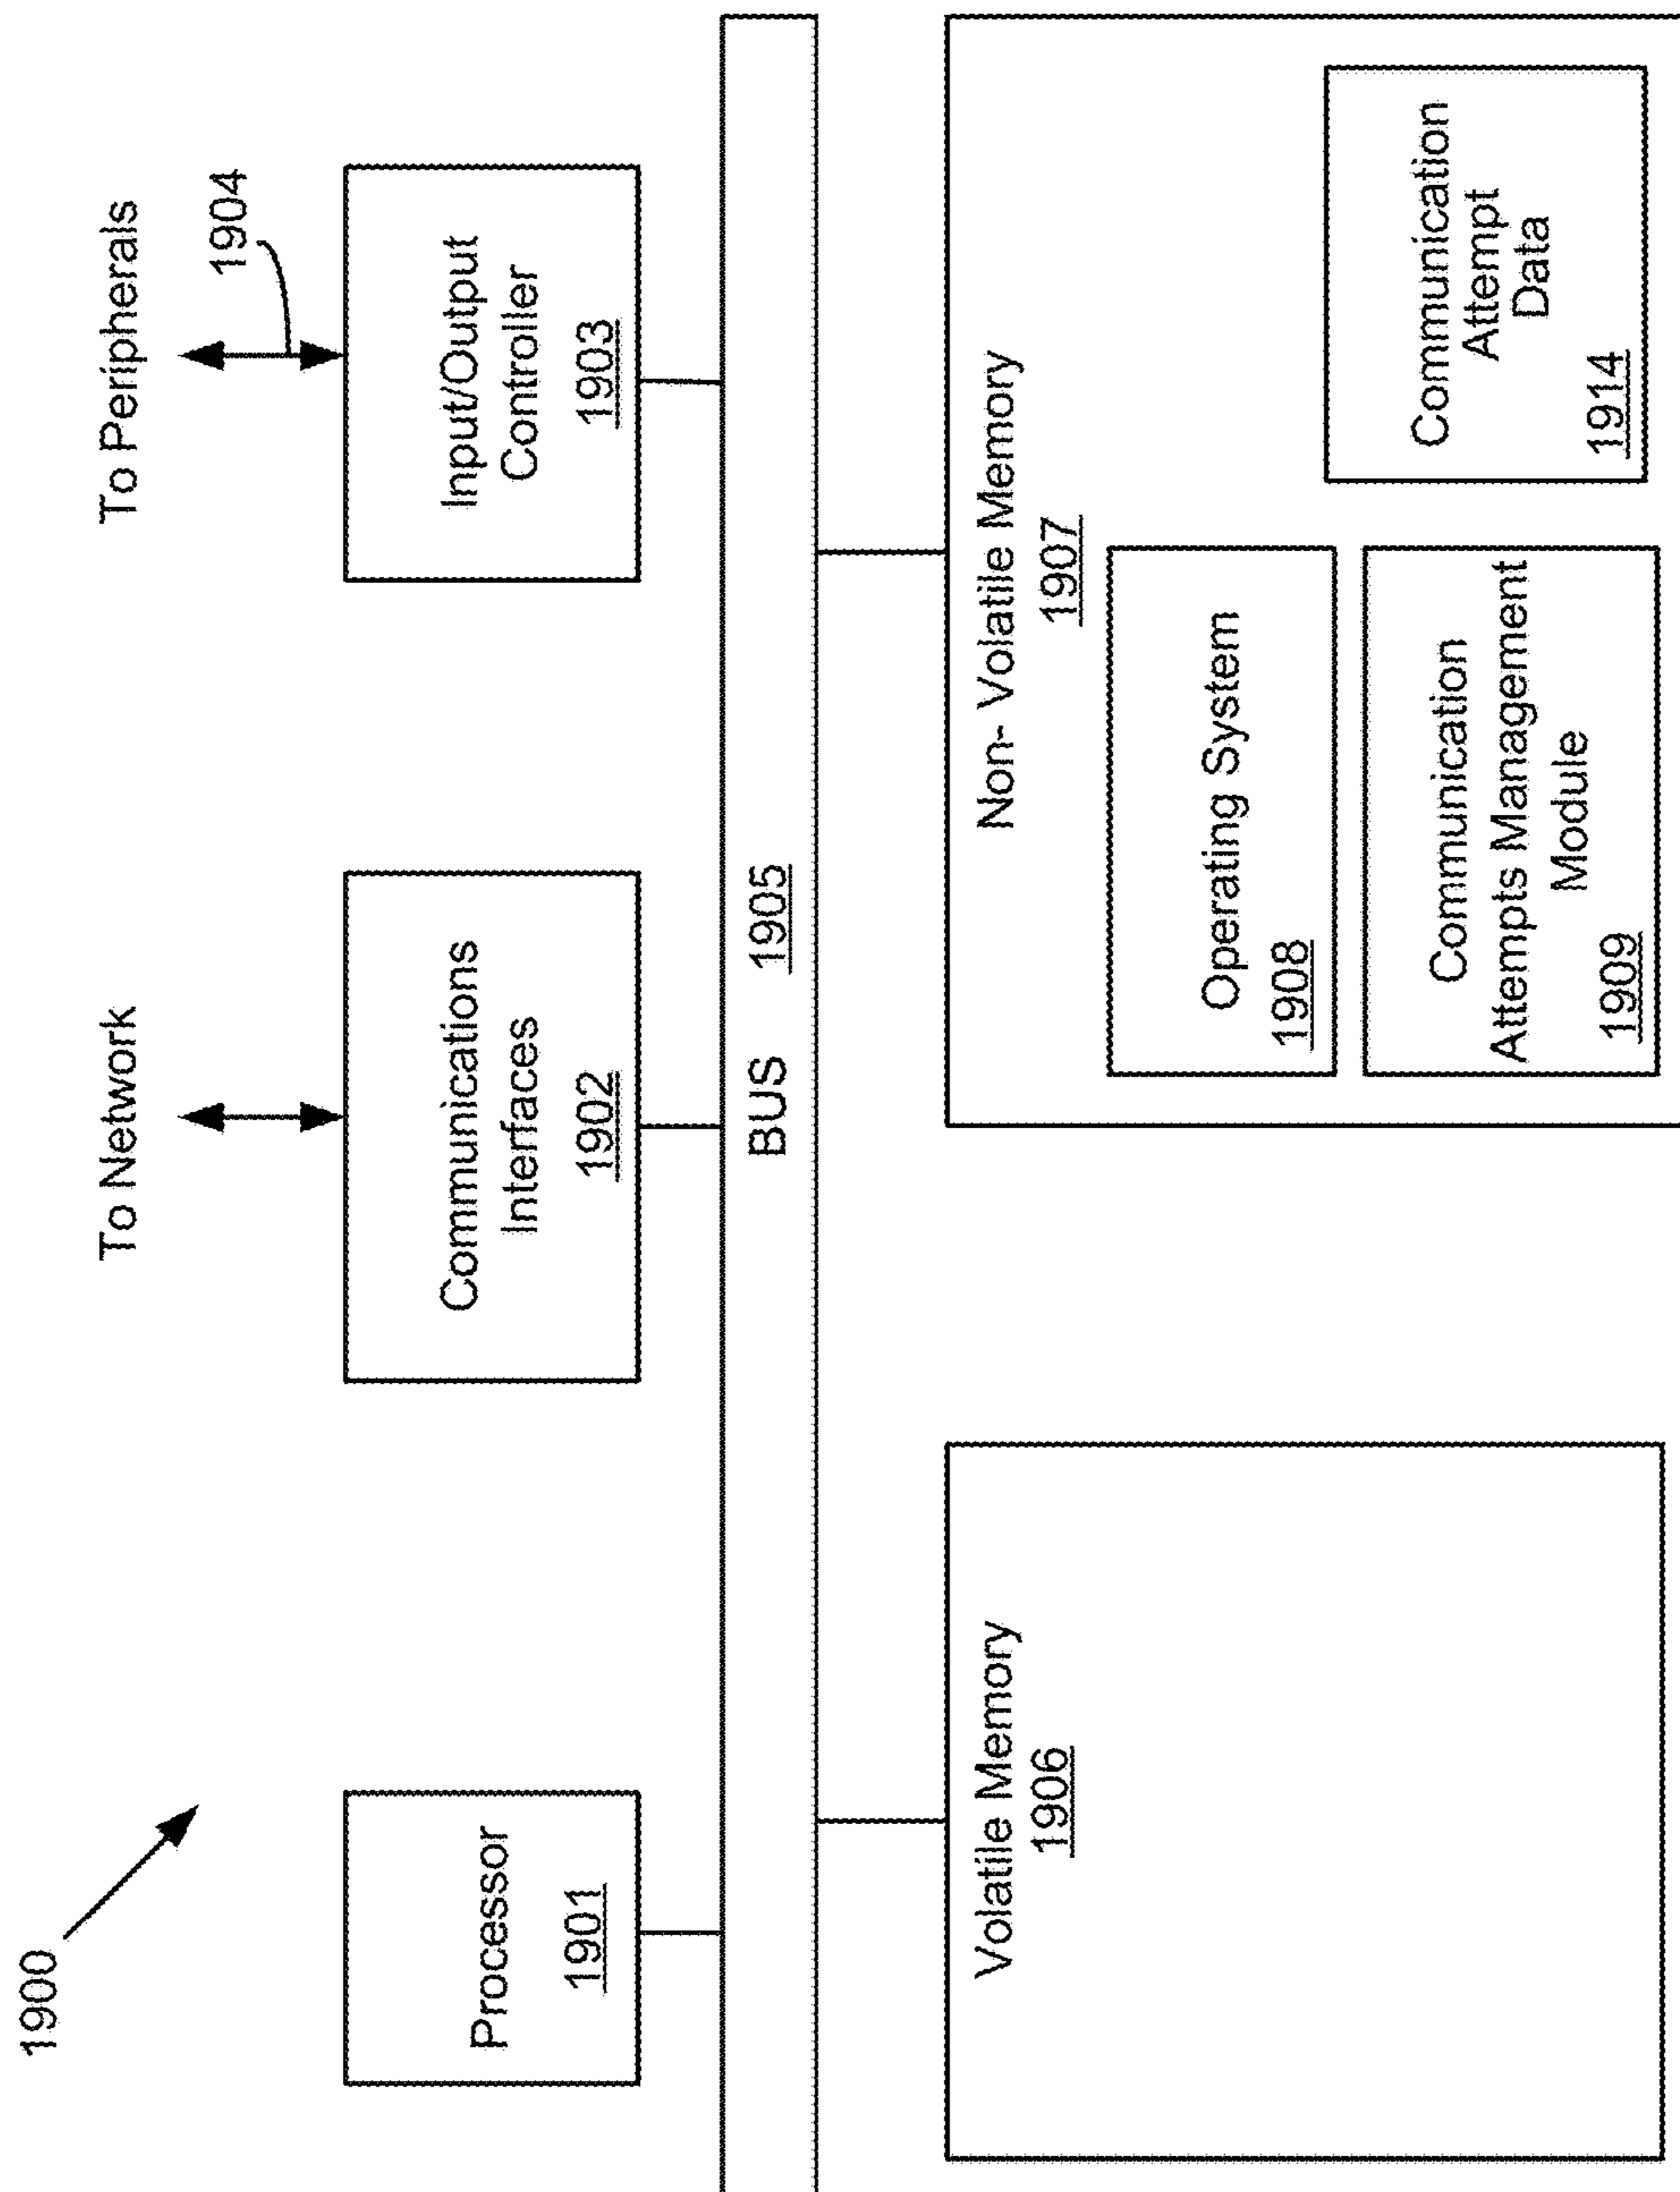 1900
To Network
To Peripherals
1904
Processor
1901
Communications
Interfaces
1902
Input/Output
Controller
1903
BUS 1905
Volatile Memory
1906
Non- Volatile Memory
1907
Operating System
1908
Communication
Attempts Management
Module
1909
Communication
Attempt
Data
1914